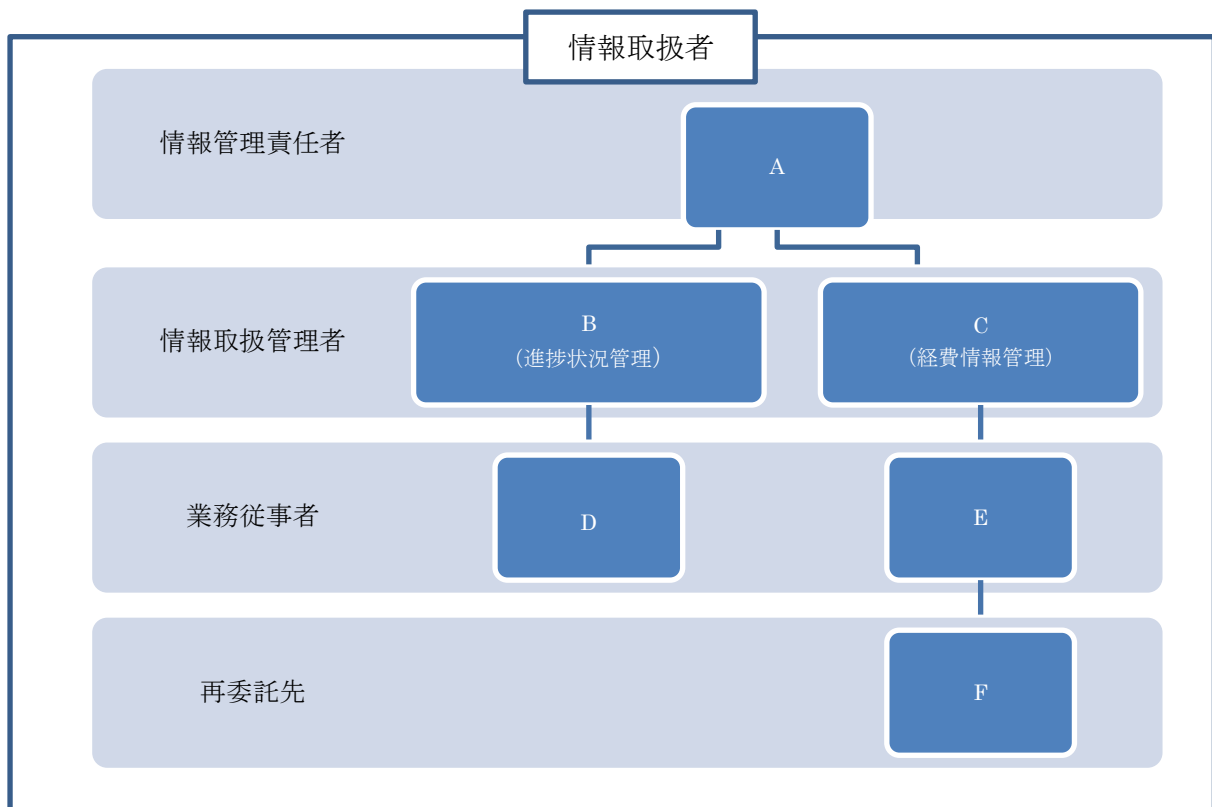 情報取扱者
情報管理責任者
A
情報取扱管理者
B
（進捗状況管理）
C
（経費情報管理）
業務従事者
D
E
再委託先
F